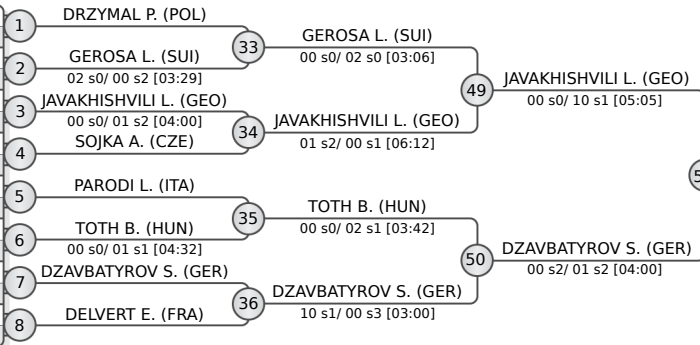 1
DRZYMAL P. (POL)
2
GEROSA L. (SUI)
02 s0/ 00 s2 [03:29]
33
GEROSA L. (SUI)
00 s0/ 02 s0 [03:06]
3
JAVAKHISHVILI L. (GEO)
00 s0/ 01 s2 [04:00]
4
SOJKA A. (CZE)
34
JAVAKHISHVILI L. (GEO)
01 s2/ 00 s1 [06:12]
49
JAVAKHISHVILI L. (GEO)
00 s0/ 10 s1 [05:05]
5
PARODI L. (ITA)
6
TOTH B. (HUN)
00 s0/ 01 s1 [04:32]
35
TOTH B. (HUN)
00 s0/ 02 s1 [03:42]
7
DZAVBATYROV S. (GER)
8
DELVERT E. (FRA)
36
DZAVBATYROV S. (GER)
10 s1/ 00 s3 [03:00]
50
DZAVBATYROV S. (GER)
00 s2/ 01 s2 [04:00]